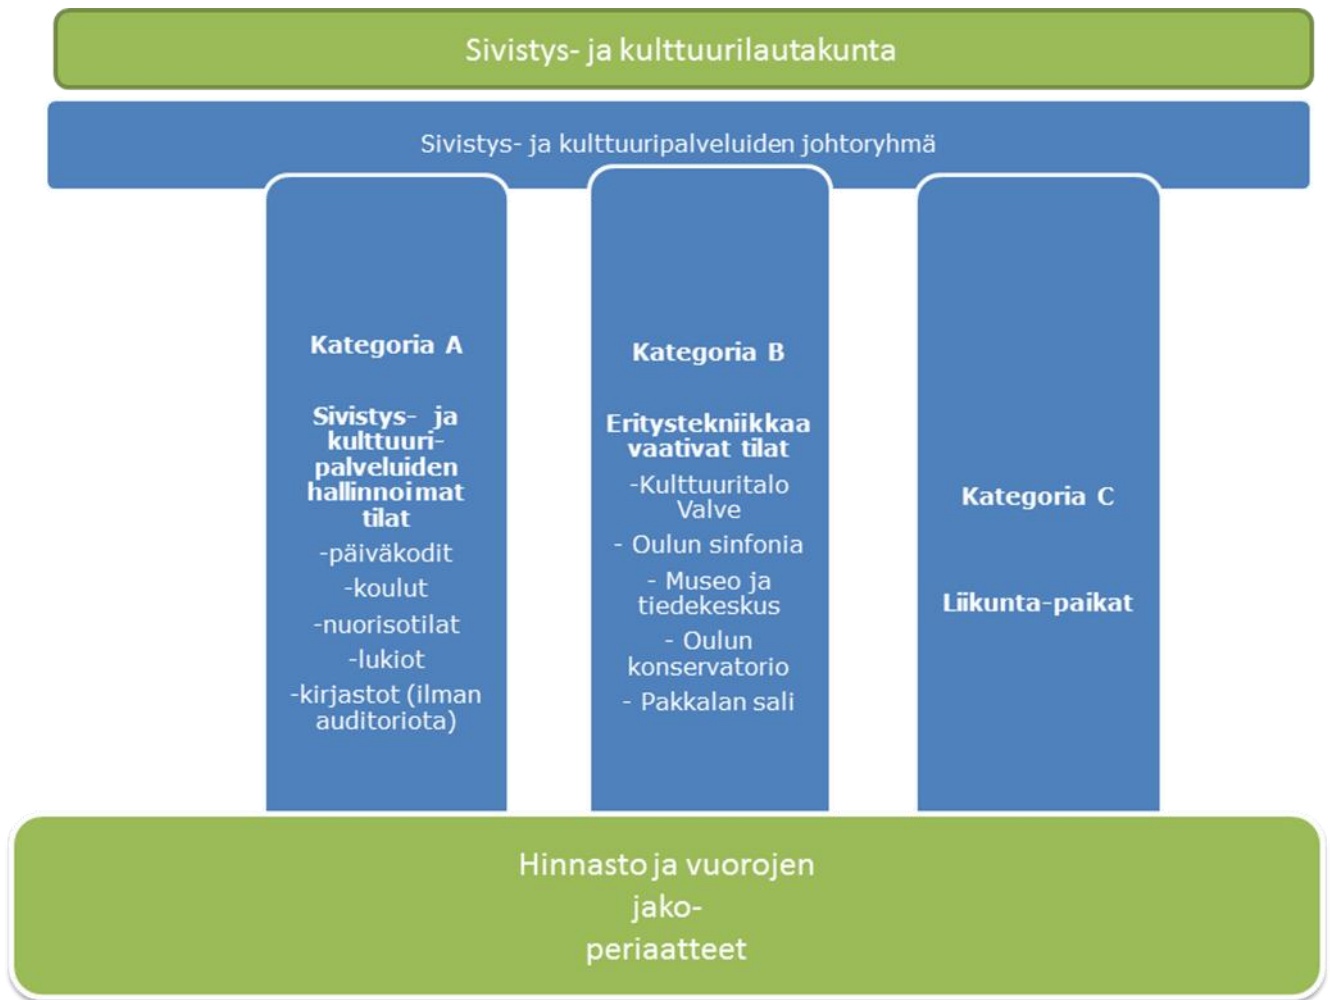 Sivistys- ja kulttuurilautakunta
Sivistys- ja kulttuuripalveluiden johtoryhmä
Kategoria A
Sivistys- ja
kulttuuri-
palveluiden
hallinnoimat
tilat
-päiväkodit
-koulut
-nuorisotilat
-lukiot
-kirjastot (ilman
auditoriota)
Kategoria B
Eritystekniikkaa
vaativat tilat
-Kulttuuritalo
Valve
- Oulun sinfonia
- Museo ja
tiedekeskus
- Oulun
konservatorio
- Pakkalan sali
Kategoria C
Liikunta-paikat
Hinnasto ja vuorojen
jako-
periaatteet